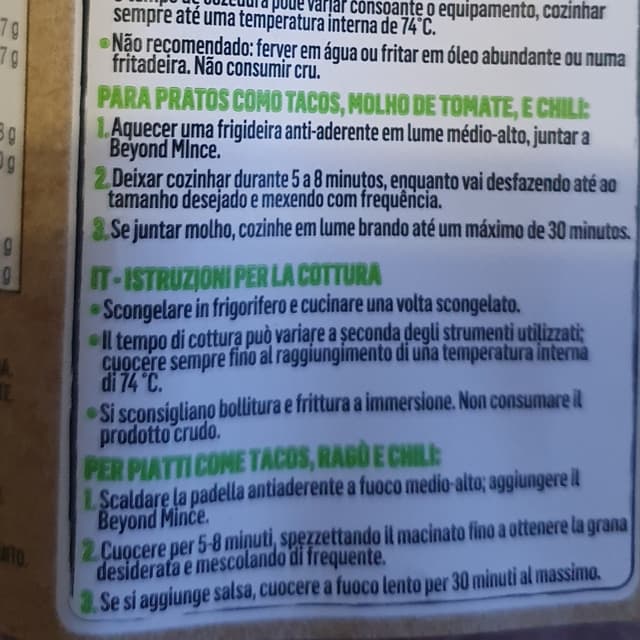 pode variar consoante o equipamento, cozinhar
sempre até uma temperatura interna de 74°C.
Não recomendado: ferver em água ou fritar em óleo abundante ou numa
fritadeira. Não consumir cru.
PARA PRATOS COMO TACOS, MOLHO DE TOMATE, E CHILI:
1. Aquecer uma frigideira anti-aderente em lume médio-alto, juntar a
Beyond MInce.
2. Deixar cozinhar durante 5 a 8 minutos, enquanto vai desfazendo até ao
tamanho desejado e mexendo com frequência.
3. Se juntar molho, cozinhe em lume brando até um máximo de 30 minutos.
IT - ISTRUZIONI PER LA COTTURA
Scongelare in frigorifero e cucinare una volta scongelato.
Il tempo di cottura può variare a seconda degli strumenti utilizzati;
cuocere sempre fino al raggiungimento di una temperatura interna
di 74 °C.
Si sconsigliano bollitura e frittura a immersione. Non consumare il
prodotto crudo.
PER PIATTI COME TACOS, RAGÙ E CHILI:
1. Scaldare la padella antiaderente a fuoco medio-alto; aggiungere il
Beyond Mince.
2. Cuocere per 5-8 minuti, spezzettando il macinato fino a ottenere la grana
desiderata e mescolando di frequente.
3. Se si aggiunge salsa, cuocere a fuoco lento per 30 minuti al massimo.